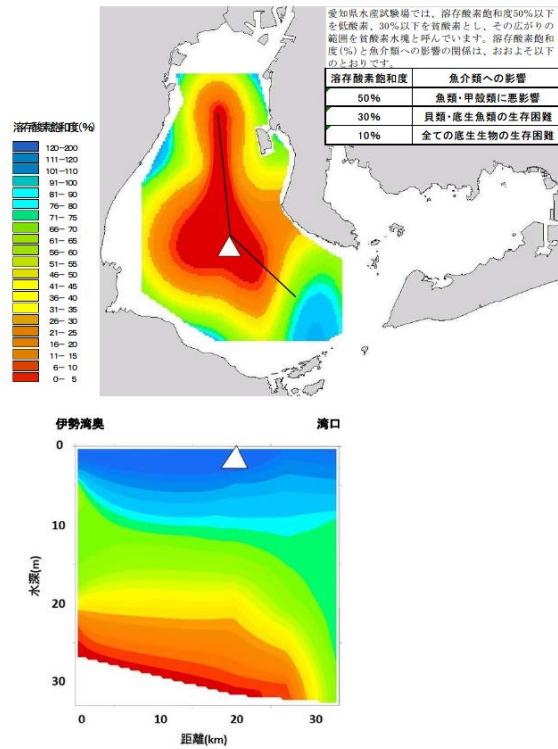 愛知県水産試験場では、溶存酸素飽和度50%以下
を低酸素、30%以下を貧酸素とし、その広がりの
範囲を貧酸素水塊と呼んでいます。溶存酸素飽和
度(%)と魚介類への影響の関係は、おおよそ以下
のとおりです。
溶存酸素飽和度 魚介類への影響
50% 魚類・甲殻類に悪影響
30% 貝類・底生魚類の生存困難
10% 全ての底生生物の生存困難
溶存酸素飽和度(%)
120-200
111-120
101-110
91-100
81- 90
76- 80
71- 75
66- 70
61- 65
56- 60
51- 55
46- 50
41- 45
36- 40
31- 35
26- 30
21- 25
16- 20
11- 15
6- 10
0- 5
伊勢湾奥 湾口
0
10
20
30
水深(m)
0 10 20 30
距離(km)